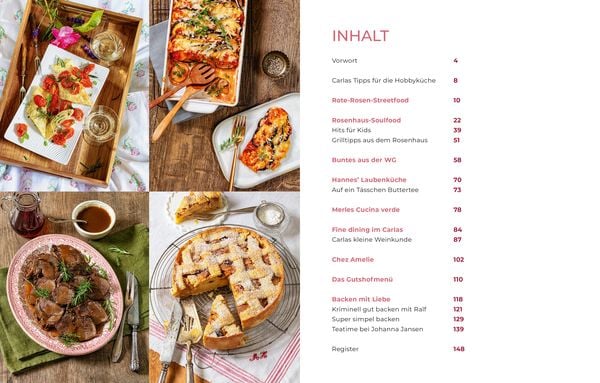 INHALT
Vorwort 4
Carlas Tipps für die Hobbyküche 8
Rote-Rosen-Streetfood 10
Rosenhaus-Soulfood 22
Hits für Kids 39
Grilltipps aus dem Rosenhaus 51
Buntes aus der WG 58
Hannes' Laubenküche 70
Auf ein Tässchen Buttertee 73
Merles Cucina verde 78
Fine dining im Carlas 84
Carlas kleine Weinkunde 87
Chez Amelie 102
Das Gutshofmenü 110
Backen mit Liebe 118
Kriminell gut backen mit Ralf 121
Super simpel backen 129
Teatime bei Johanna Jansen 139
Register 148